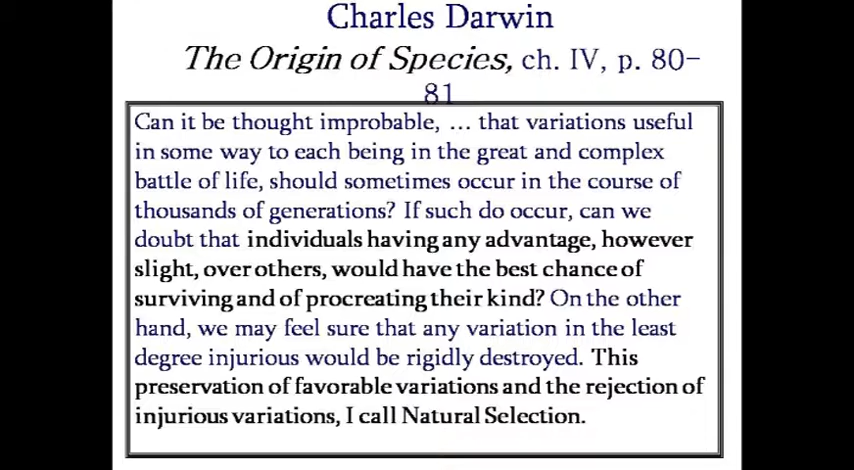 Charles Darwin
The Origin of Species, ch. IV, p. 80-
81
Can it be thought improbable, ... that variations useful
in some way to each being in the great and complex
battle of life, should sometimes occur in the course of
thousands of generations? If such do occur, can we
doubt that individuals having any advantage, however
slight, over others, would have the best chance of
surviving and of procreating their kind? On the other
hand, we may feel sure that any variation in the least
degree injurious would be rigidly destroyed. This
preservation of favorable variations and the rejection of
injurious variations, I call Natural Selection.